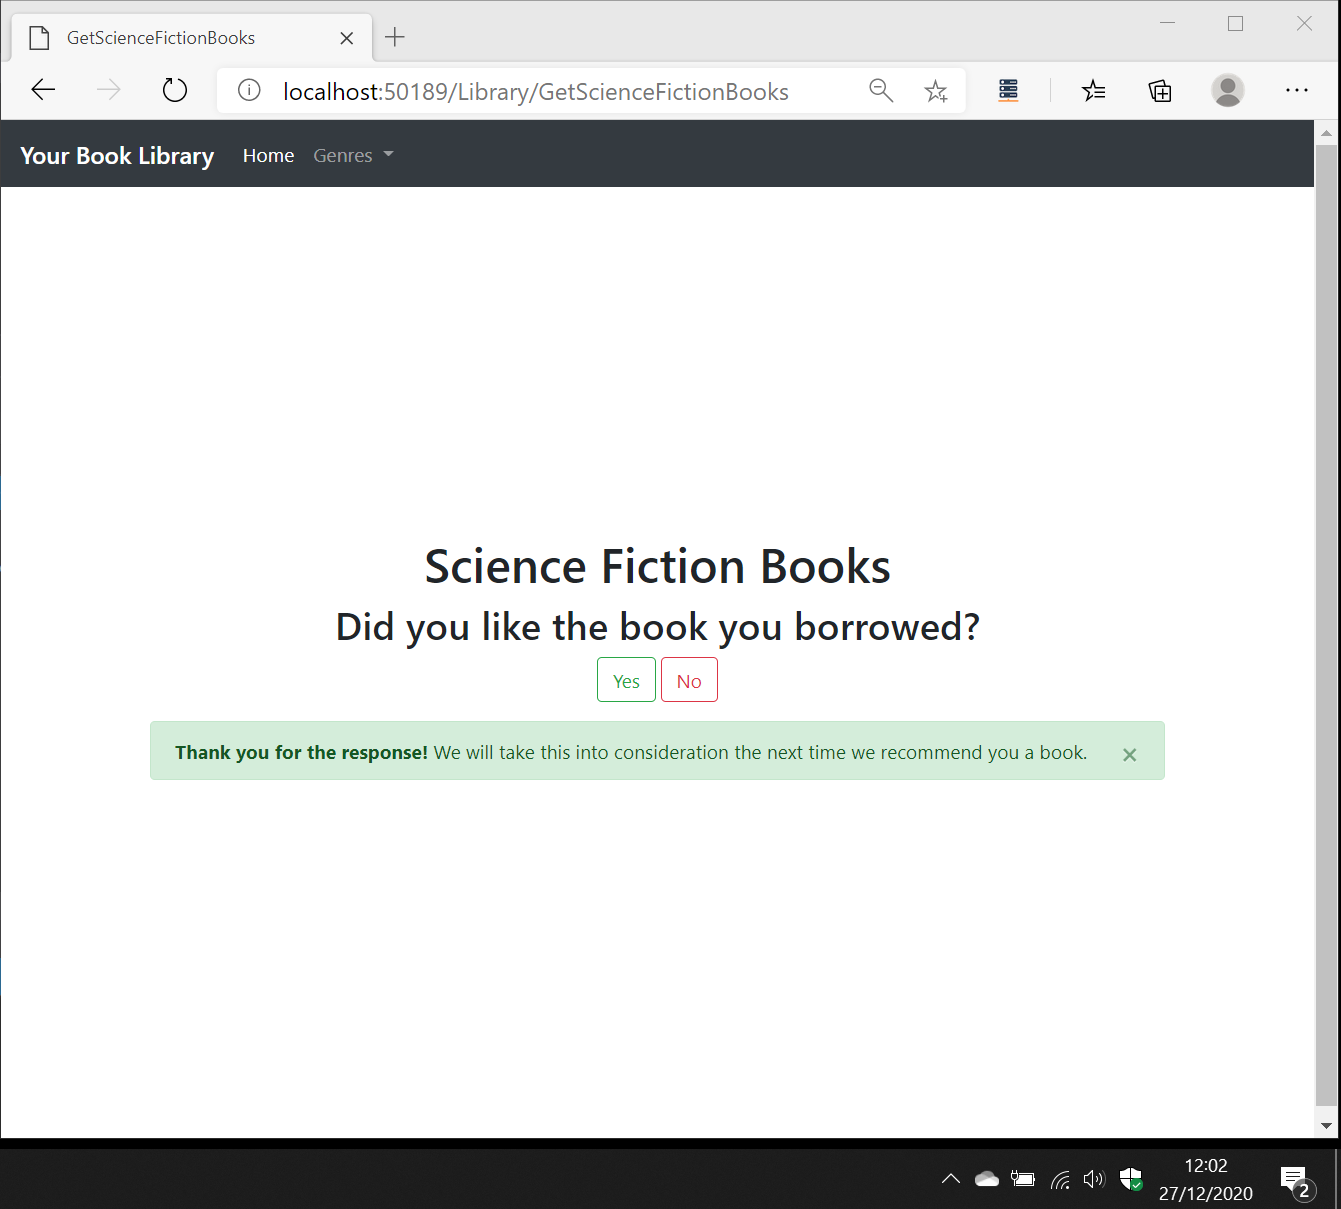 GetScienceFictionBooks
localhost:50189/Library/GetScienceFictionBooks
Your Book Library Home Genres
Science Fiction Books
Did you like the book you borrowed?
Yes No
Thank you for the response! We will take this into consideration the next time we recommend you a book. ×
12:02
27/12/2020
2